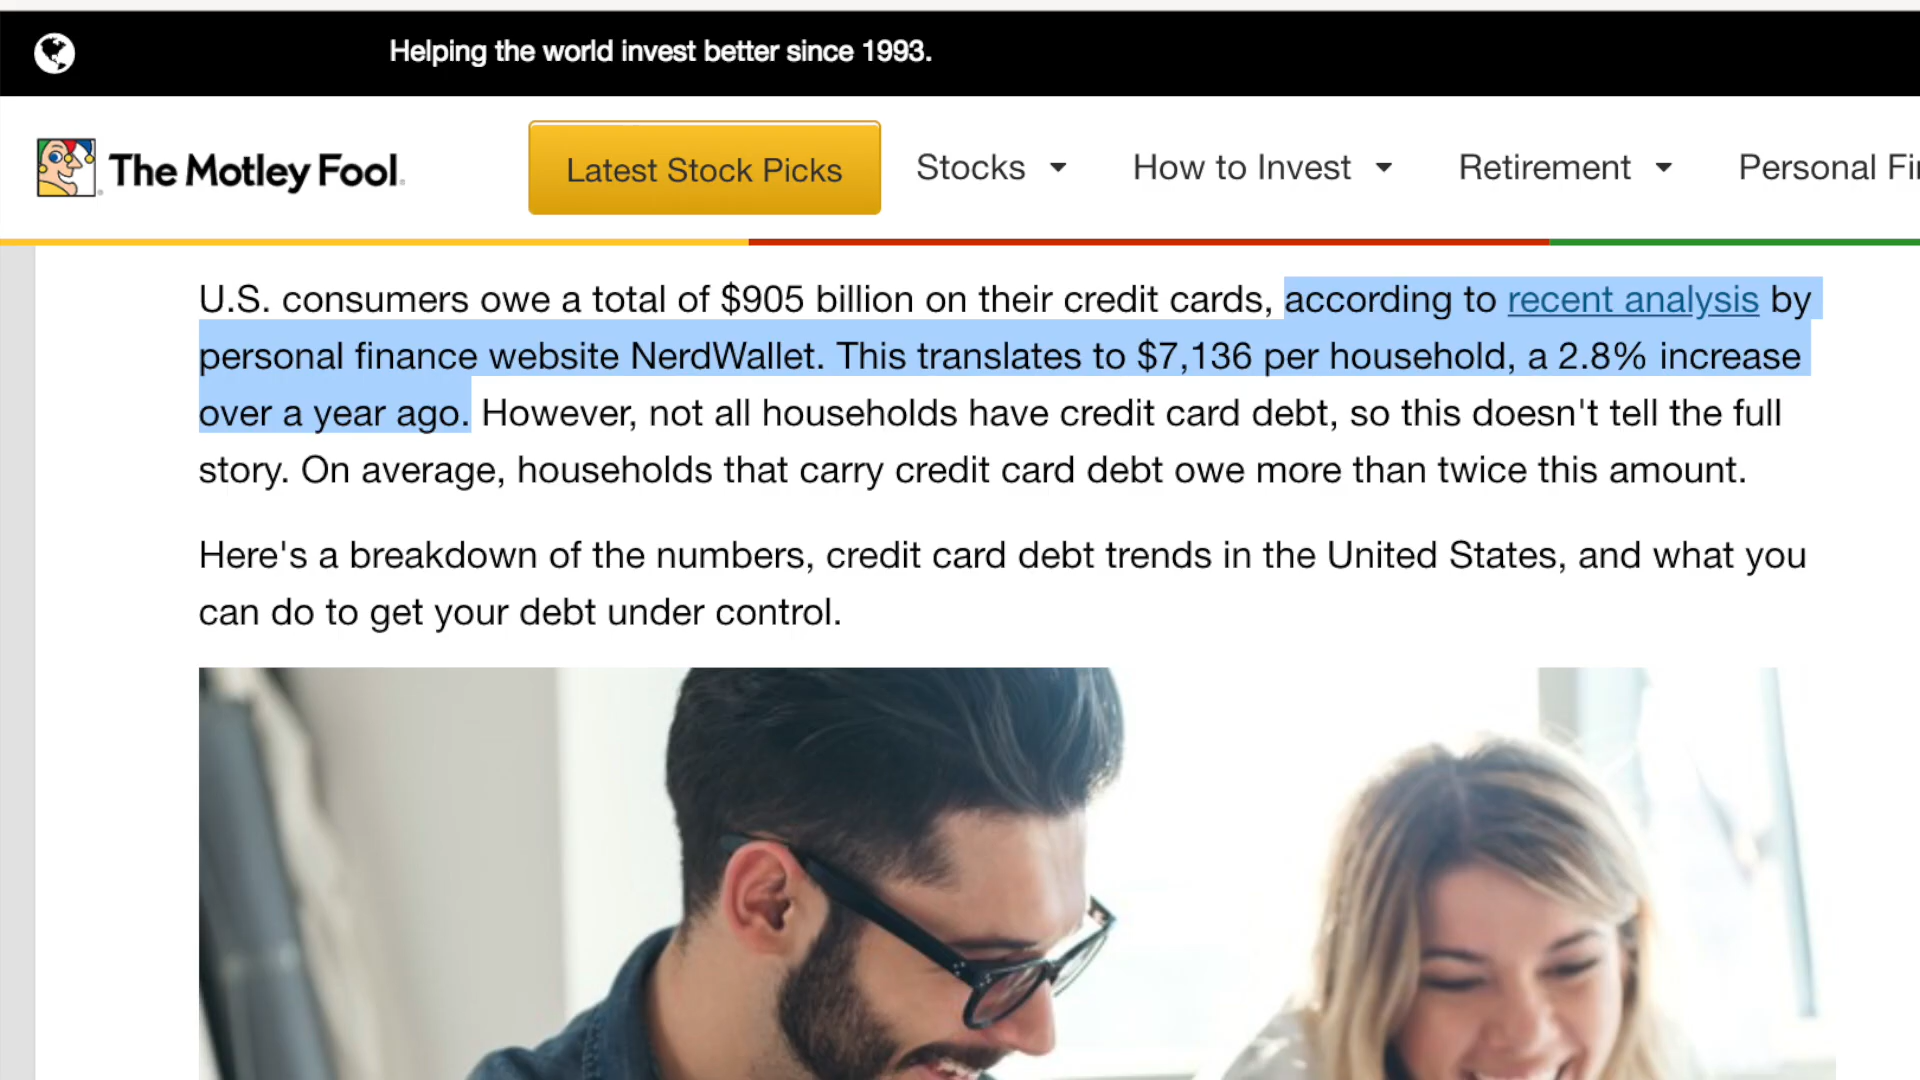 Helping the world invest better since 1993.
The Motley Fool.
Latest Stock Picks
Stocks
How to Invest
Retirement
Personal Fi
U.S. consumers owe a total of $905 billion on their credit cards, according to recent analysis by
personal finance website NerdWallet. This translates to $7,136 per household, a 2.8% increase
over a year ago. However, not all households have credit card debt, so this doesn't tell the full
story. On average, households that carry credit card debt owe more than twice this amount.
Here's a breakdown of the numbers, credit card debt trends in the United States, and what you
can do to get your debt under control.